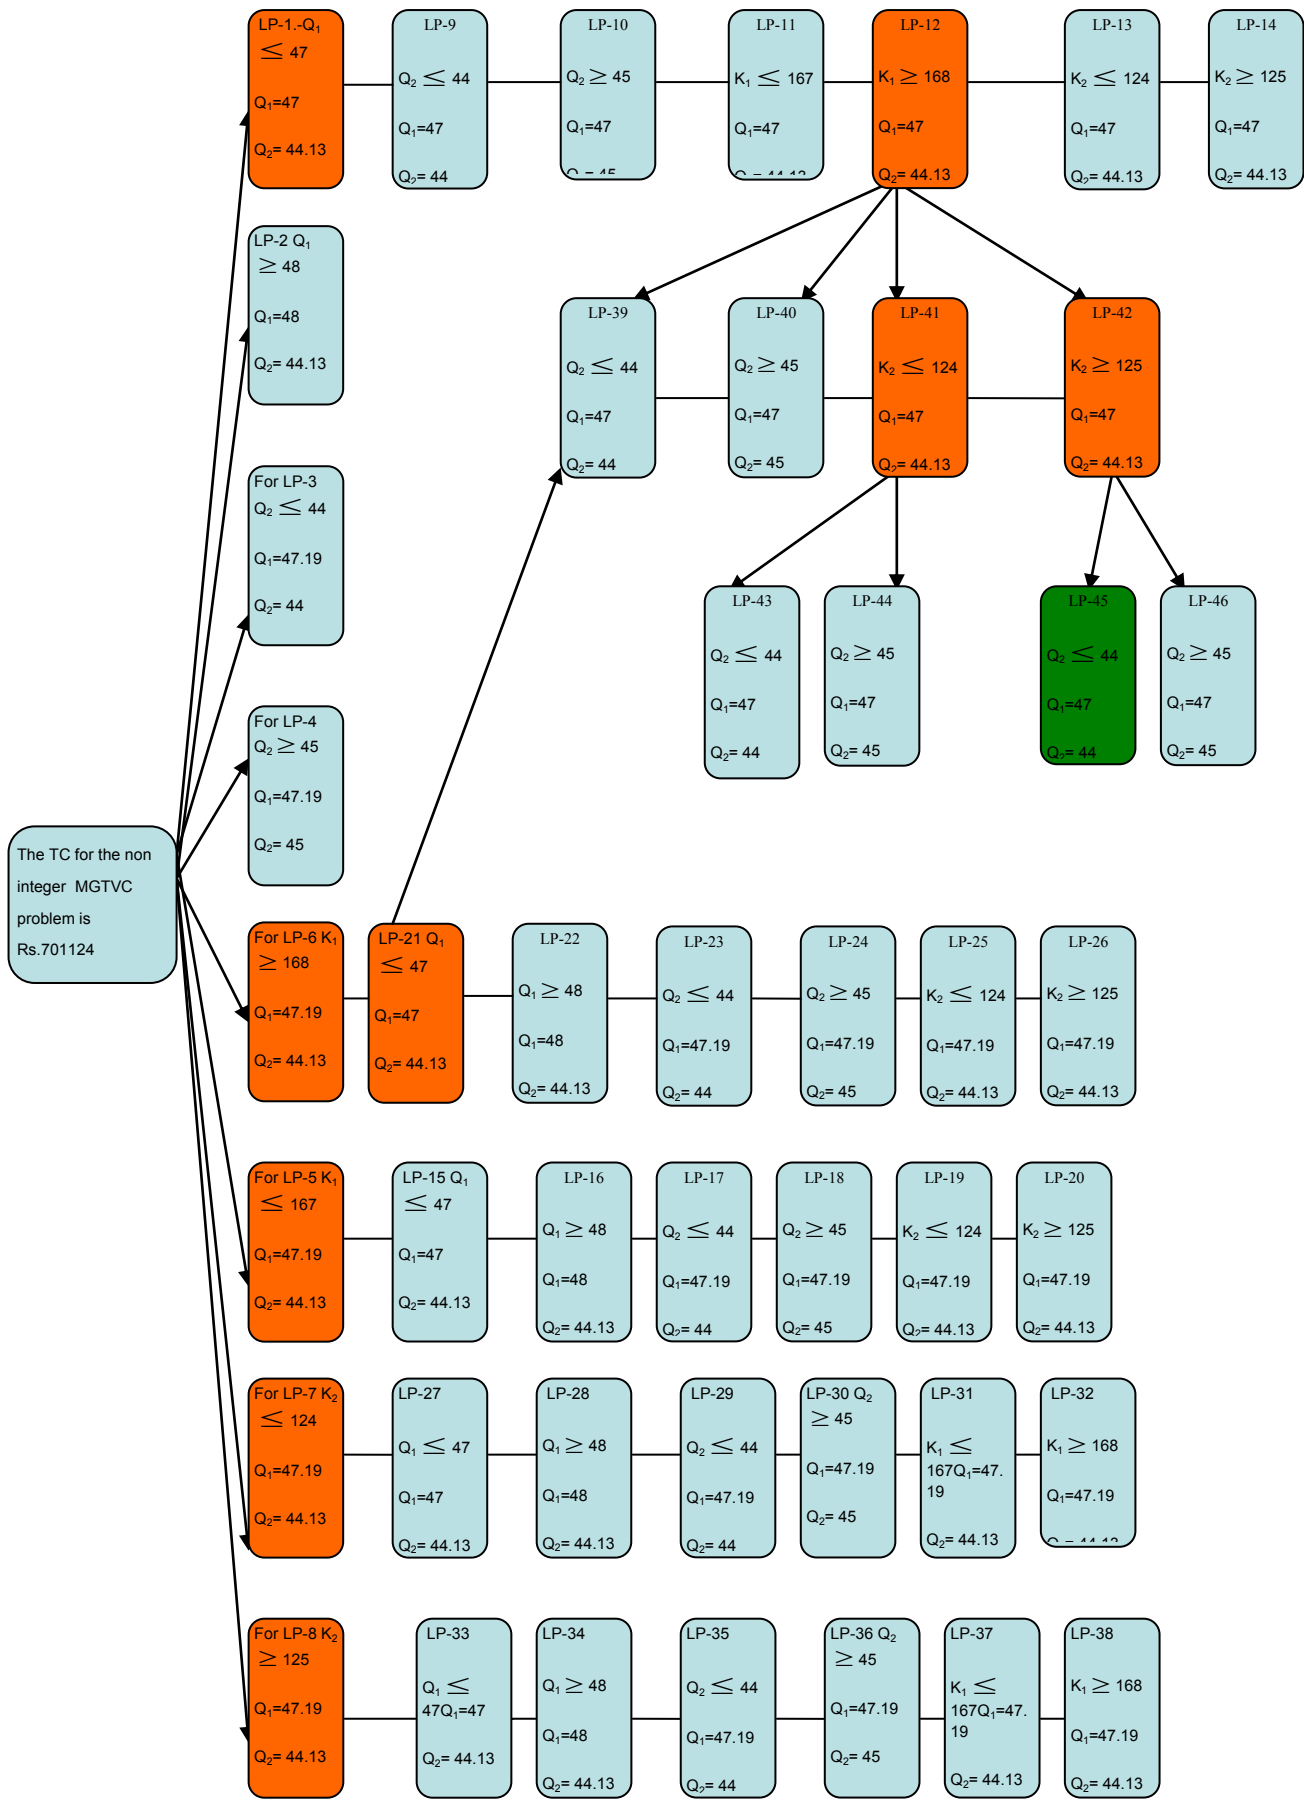 LP-1.-Q₁
≤ 47
Q₁=47
Q₂= 44.13
LP-9
Q₂ ≤ 44
Q₁=47
Q₂= 44
LP-10
Q₂ ≥ 45
Q₁=47
LP-11
K₁ ≤ 167
Q₁=47
LP-12
K₁ ≥ 168
Q₁=47
Q₂= 44.13
LP-13
K₂ ≤ 124
Q₁=47
Q₂= 44.13
LP-14
K₂ ≥ 125
Q₁=47
Q₂= 44.13
LP-2 Q₁
≥ 48
Q₁=48
Q₂= 44.13
LP-39
Q₂ ≤ 44
Q₁=47
Q₂= 44
LP-40
Q₂ ≥ 45
Q₁=47
Q₂= 45
LP-41
K₂ ≤ 124
Q₁=47
Q₂= 44.13
LP-42
K₂ ≥ 125
Q₁=47
Q₂= 44.13
For LP-3
Q₂ ≤ 44
Q₁=47.19
Q₂= 44
LP-43
Q₂ ≤ 44
Q₁=47
Q₂= 44
LP-44
Q₂ ≥ 45
Q₁=47
Q₂= 45
LP-45
Q₂ ≤ 44
Q₁=47
Q₂= 44
LP-46
Q₂ ≥ 45
Q₁=47
Q₂= 45
For LP-4
Q₂ ≥ 45
Q₁=47.19
Q₂= 45
The TC for the non
integer MGTVC
problem is
Rs.701124
For LP-6 K₁
≥ 168
Q₁=47.19
Q₂= 44.13
LP-21 Q₁
≤ 47
Q₁=47
Q₂= 44.13
LP-22
Q₁ ≥ 48
Q₁=48
Q₂= 44.13
LP-23
Q₂ ≤ 44
Q₁=47.19
Q₂= 44
LP-24
Q₂ ≥ 45
Q₁=47.19
Q₂= 45
LP-25
K₂ ≤ 124
Q₁=47.19
Q₂= 44.13
LP-26
K₂ ≥ 125
Q₁=47.19
Q₂= 44.13
For LP-5 K₁
≤ 167
Q₁=47.19
Q₂= 44.13
LP-15 Q₁
≤ 47
Q₁=47
Q₂= 44.13
LP-16
Q₁ ≥ 48
Q₁=48
Q₂= 44.13
LP-17
Q₂ ≤ 44
Q₁=47.19
Q₂= 44
LP-18
Q₂ ≥ 45
Q₁=47.19
Q₂= 45
LP-19
K₂ ≤ 124
Q₁=47.19
Q₂= 44.13
LP-20
K₂ ≥ 125
Q₁=47.19
Q₂= 44.13
For LP-7 K₂
≤ 124
Q₁=47.19
Q₂= 44.13
LP-27
Q₁ ≤ 47
Q₁=47
Q₂= 44.13
LP-28
Q₁ ≥ 48
Q₁=48
Q₂= 44.13
LP-29
Q₂ ≤ 44
Q₁=47.19
Q₂= 44
LP-30 Q₂
≥ 45
Q₁=47.19
Q₂= 45
LP-31
K₁ ≤
167Q₁=47.
19
Q₂= 44.13
LP-32
K₁ ≥ 168
Q₁=47.19
For LP-8 K₂
≥ 125
Q₁=47.19
Q₂= 44.13
LP-33
Q₁ ≤
47Q₁=47
Q₂= 44.13
LP-34
Q₁ ≥ 48
Q₁=48
Q₂= 44.13
LP-35
Q₂ ≤ 44
Q₁=47.19
Q₂= 44
LP-36 Q₂
≥ 45
Q₁=47.19
Q₂= 45
LP-37
K₁ ≤
167Q₁=47.
19
Q₂= 44.13
LP-38
K₁ ≥ 168
Q₁=47.19
Q₂= 44.13